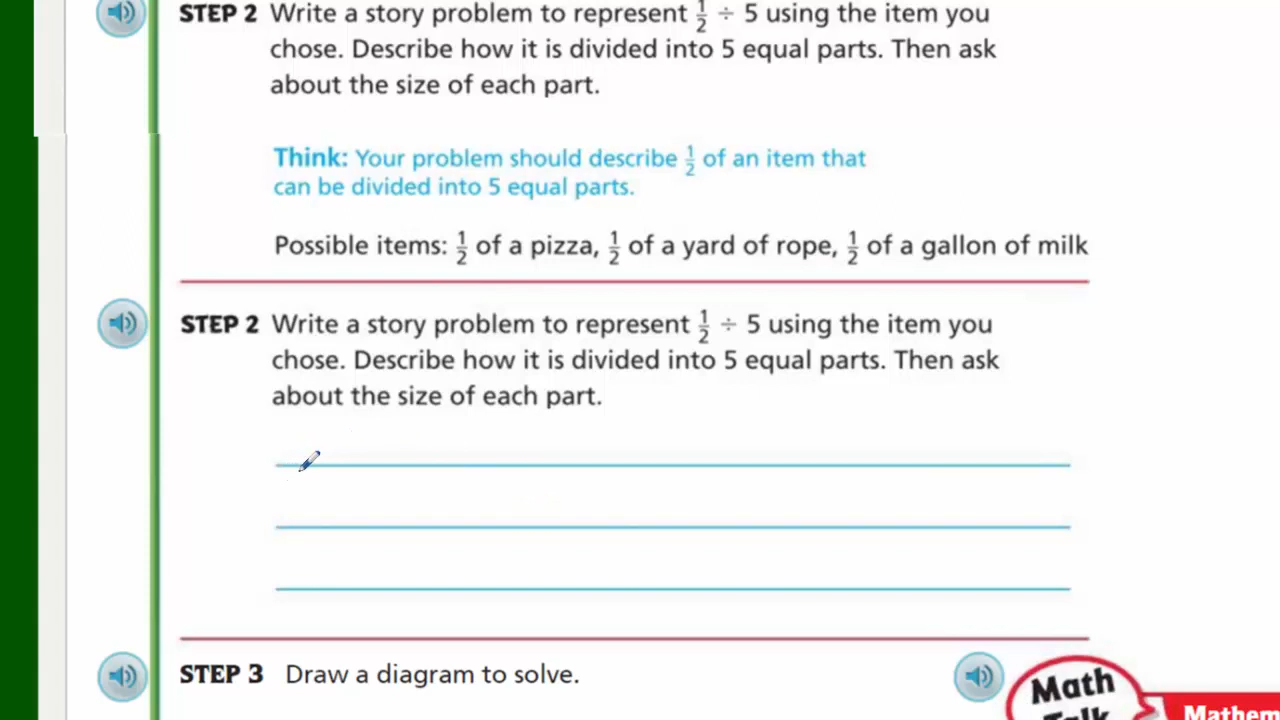 STEP 2 Write a story problem to represent 1/2 ÷ 5 using the item you
chose. Describe how it is divided into 5 equal parts. Then ask
about the size of each part.
Think: Your problem should describe 1/2 of an item that
can be divided into 5 equal parts.
Possible items: 1/2 of a pizza, 1/2 of a yard of rope, 1/2 of a gallon of milk
STEP 2 Write a story problem to represent 1/2 ÷ 5 using the item you
chose. Describe how it is divided into 5 equal parts. Then ask
about the size of each part.
STEP 3 Draw a diagram to solve.
Math
Talk